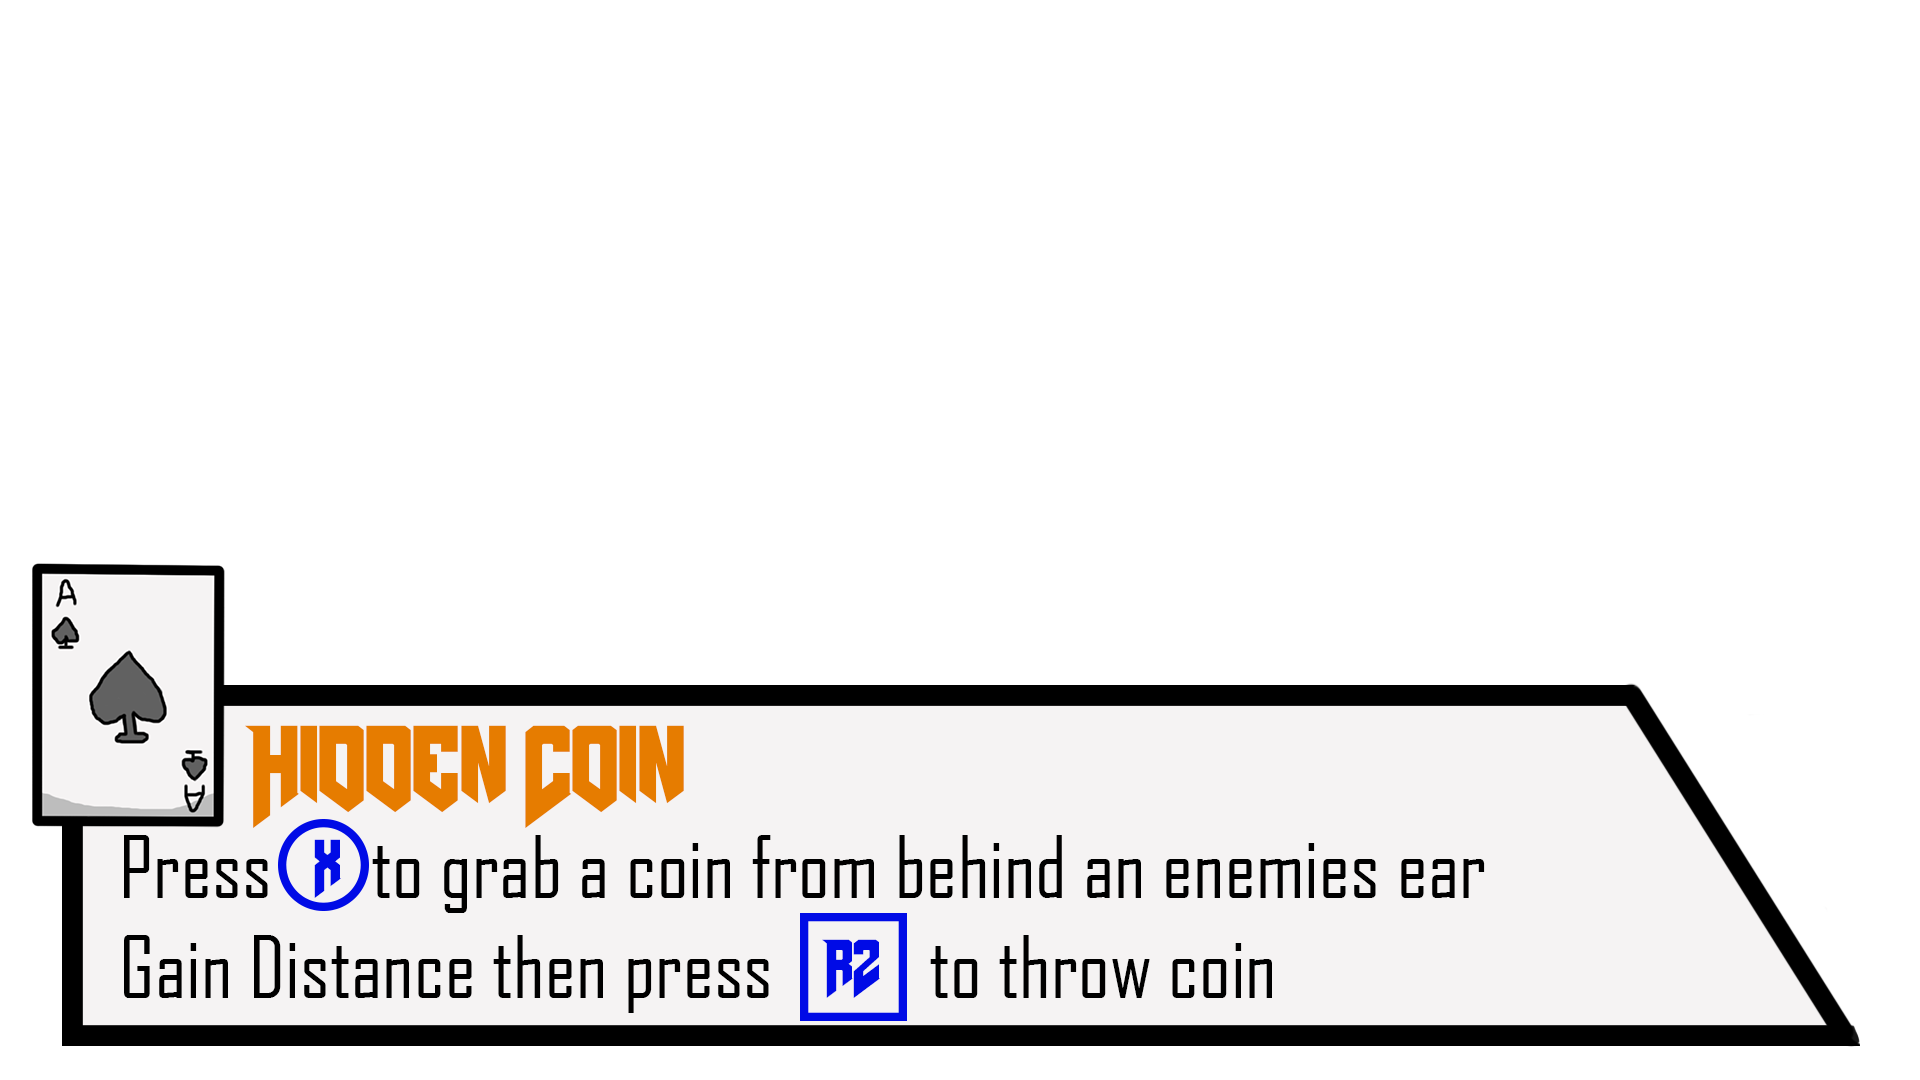 A
HIDDEN COIN
Press X to grab a coin from behind an enemies ear
Gain Distance then press R2 to throw coin
A